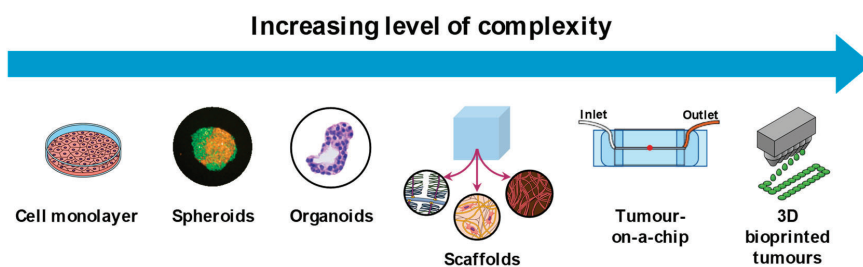 Increasing level of complexity
Inlet
Outlet
Cell monolayer
Spheroids
Organoids
Scaffolds
Tumour-
on-a-chip
3D
bioprinted
tumours